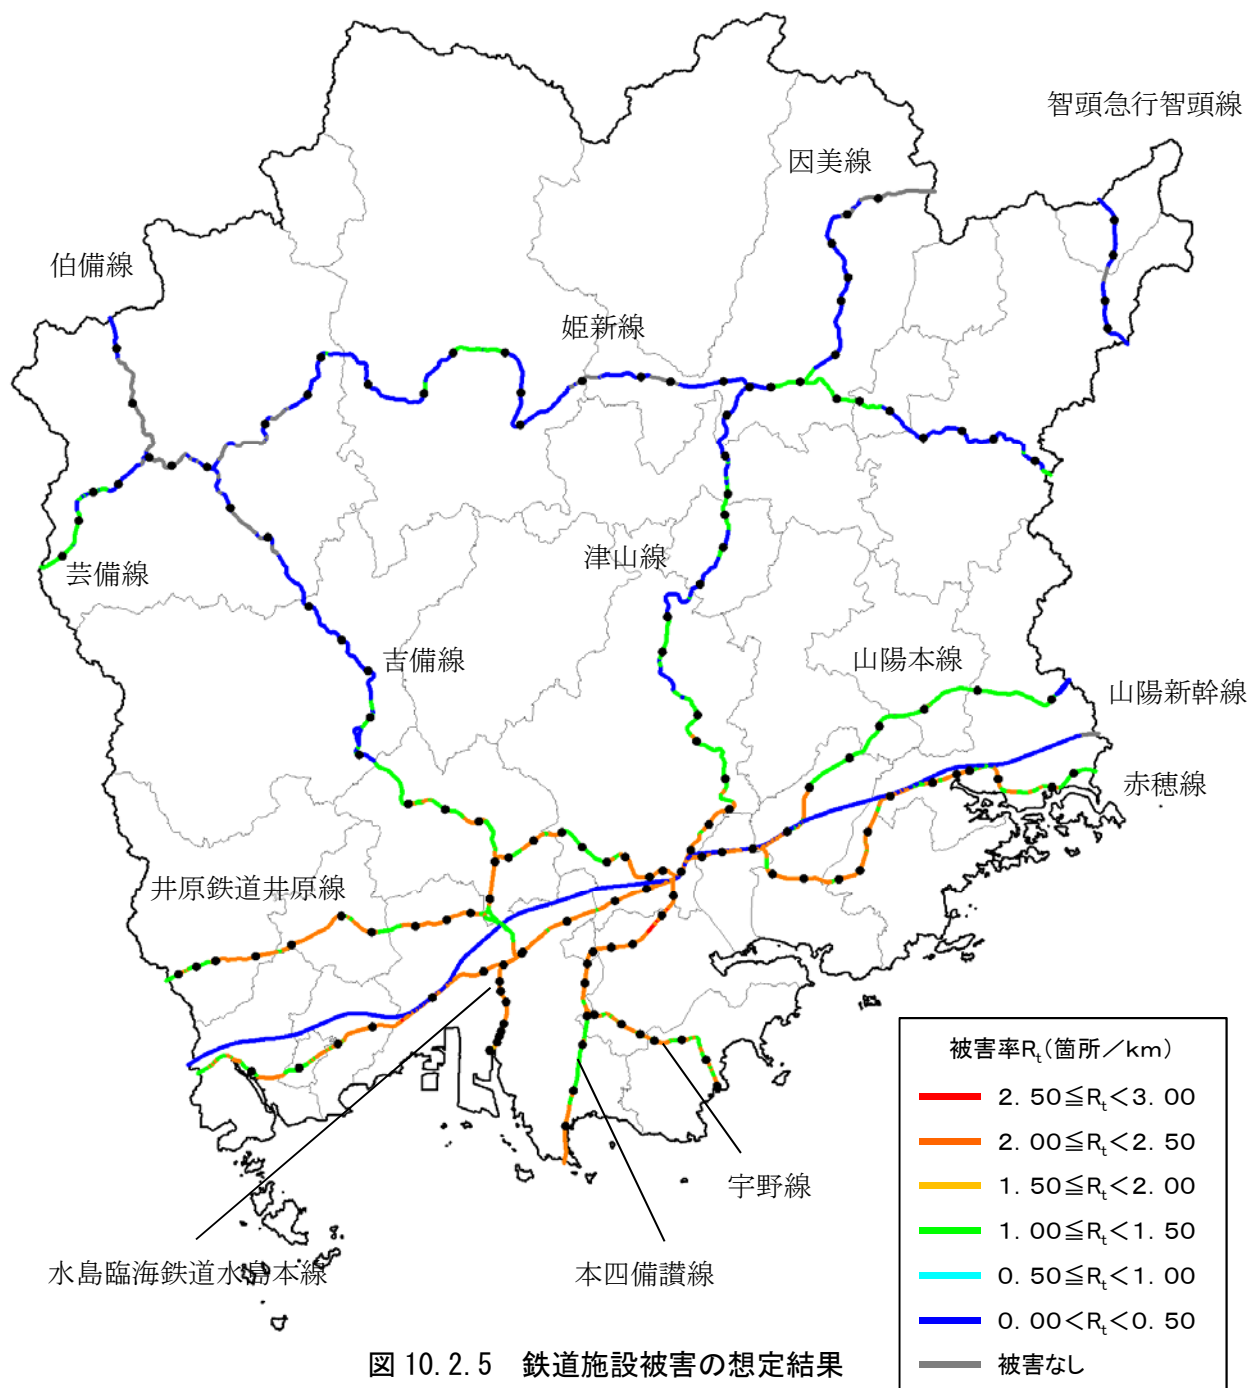 智頭急行智頭線
因美線
伯備線
姫新線
芸備線
津山線
吉備線
山陽本線
山陽新幹線
赤穂線
井原鉄道井原線
宇野線
水島臨海鉄道水島本線
本四備讃線
被害率Rt(箇所／km)
2.50≦Rt＜3.00
2.00≦Rt＜2.50
1.50≦Rt＜2.00
1.00≦Rt＜1.50
0.50≦Rt＜1.00
0.00＜Rt＜0.50
被害なし
図 10.2.5　鉄道施設被害の想定結果